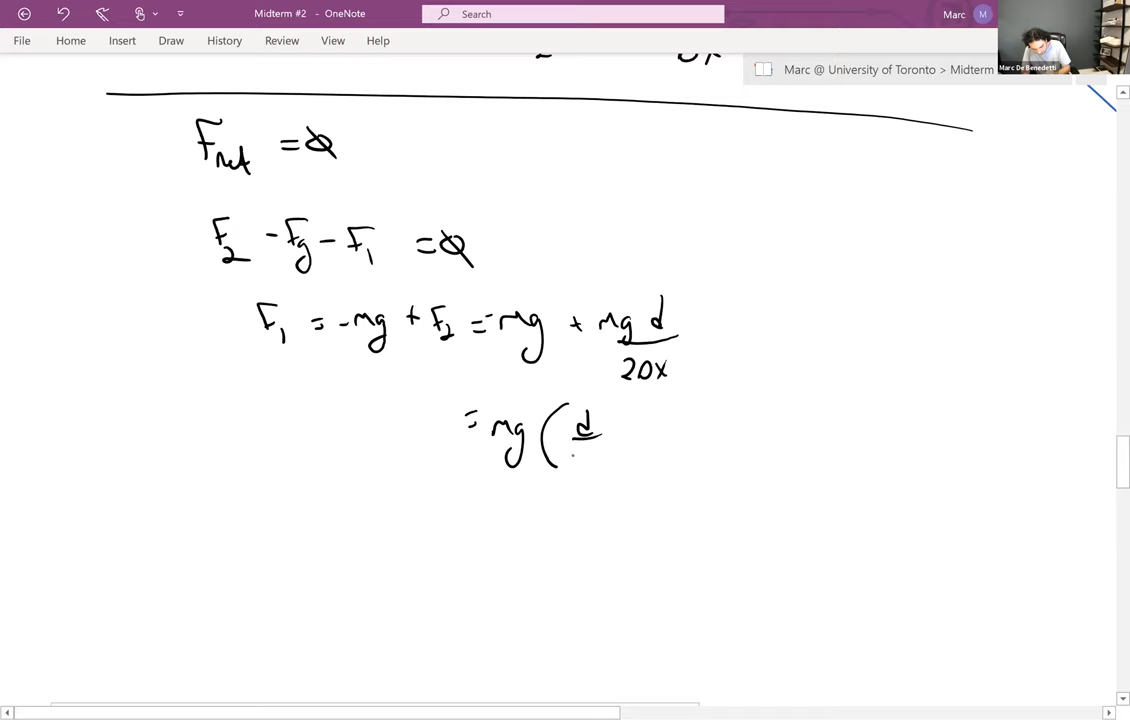 Midterm #2 - OneNote
Search
Marc M
File Home Insert Draw History Review View Help
Marc De Benedetti
Marc @ University of Toronto > Midterm
F_net = 0
F_2 - F_g - F_1 = 0
F_1 = -mg + F_2 = -mg + mg d
20x
= mg ( d